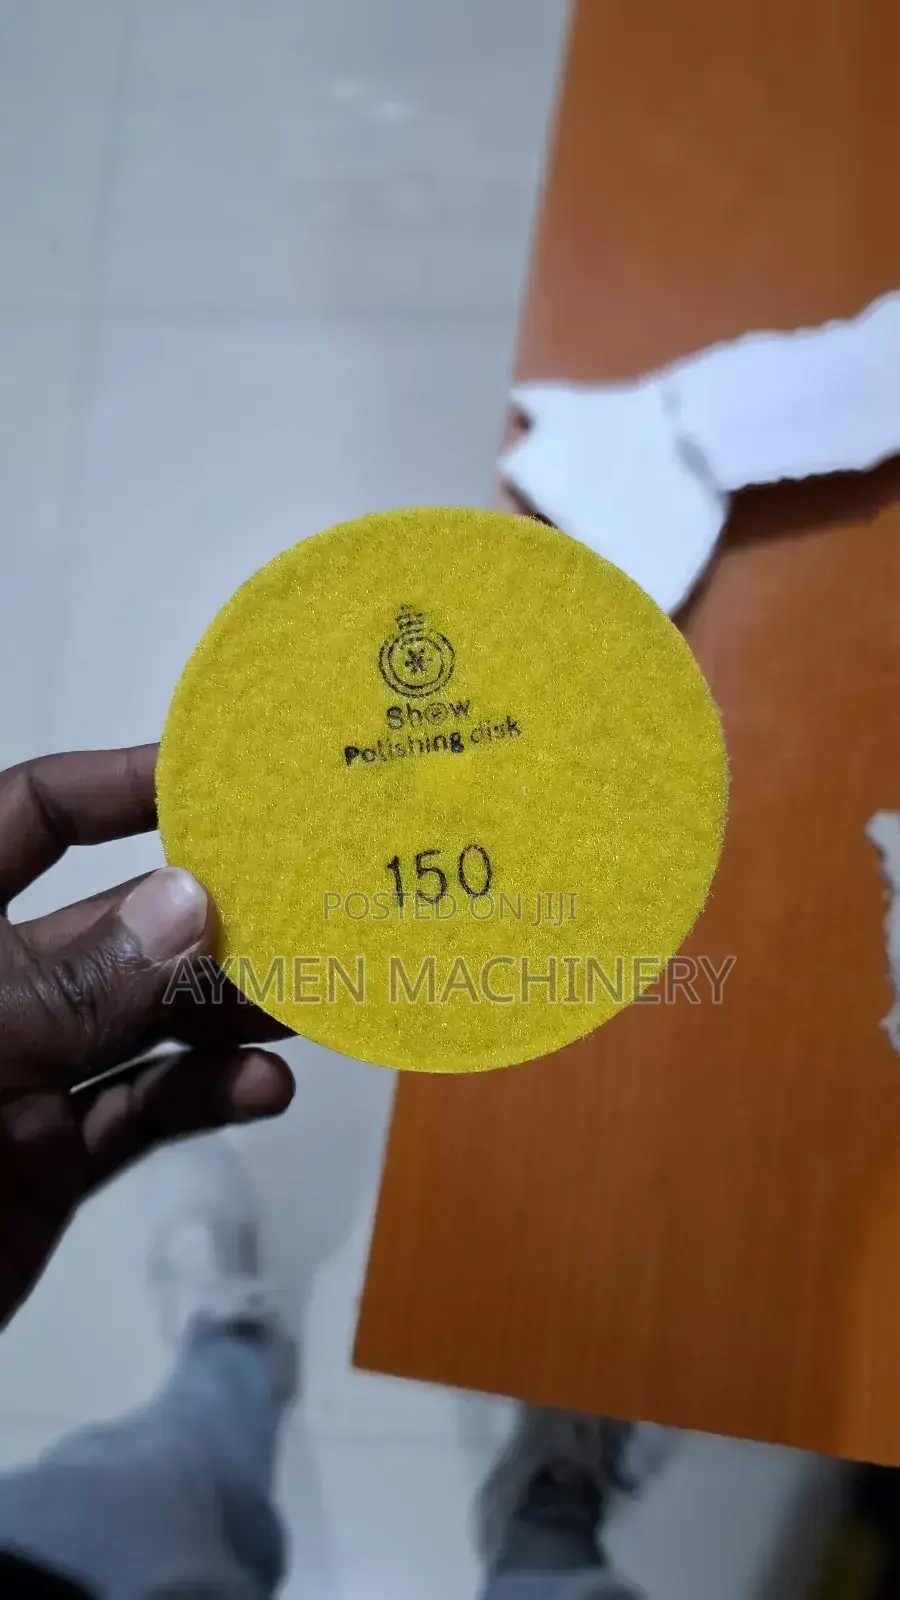 Show
Polishing disk
150
POSTED ON JIJI
AYMEN MACHINERY